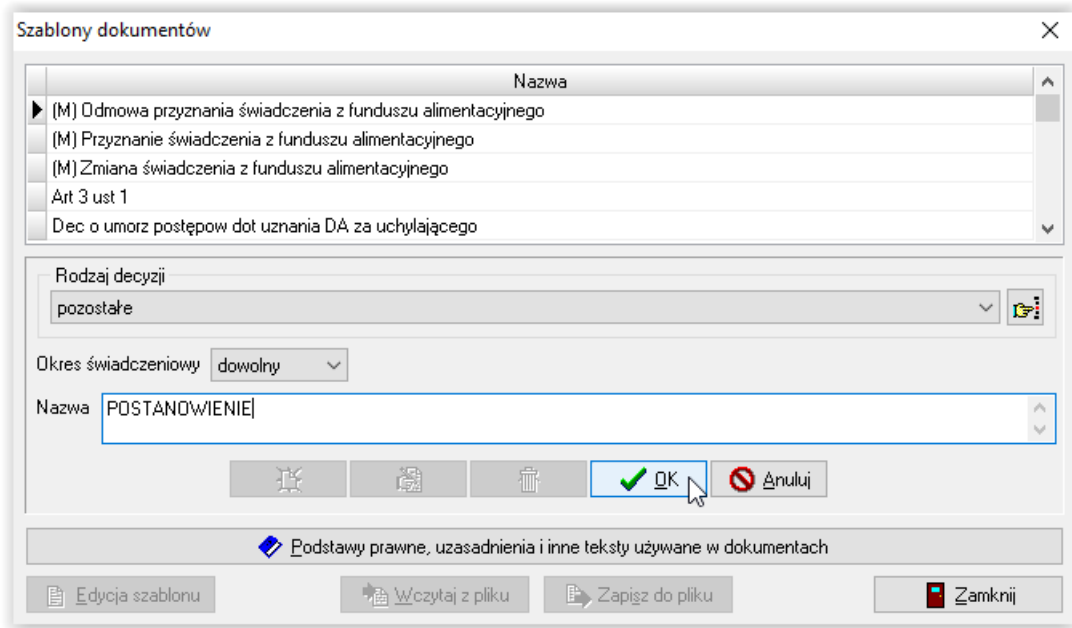 Szablony dokumentów
Nazwa
(M) Odmowa przyznania świadczenia z funduszu alimentacyjnego
(M) Przyznanie świadczenia z funduszu alimentacyjnego
(M) Zmiana świadczenia z funduszu alimentacyjnego
Art 3 ust 1
Dec o umorz postępow dot uznania DA za uchylającego
Rodzaj decyzji
pozostałe
Okres świadczeniowy dowolny
Nazwa POSTANOWIENIE
OK Anuluj
Podstawy prawne, uzasadnienia i inne teksty używane w dokumentach
Edycja szablonu Wczytaj z pliku Zapisz do pliku Zamknij